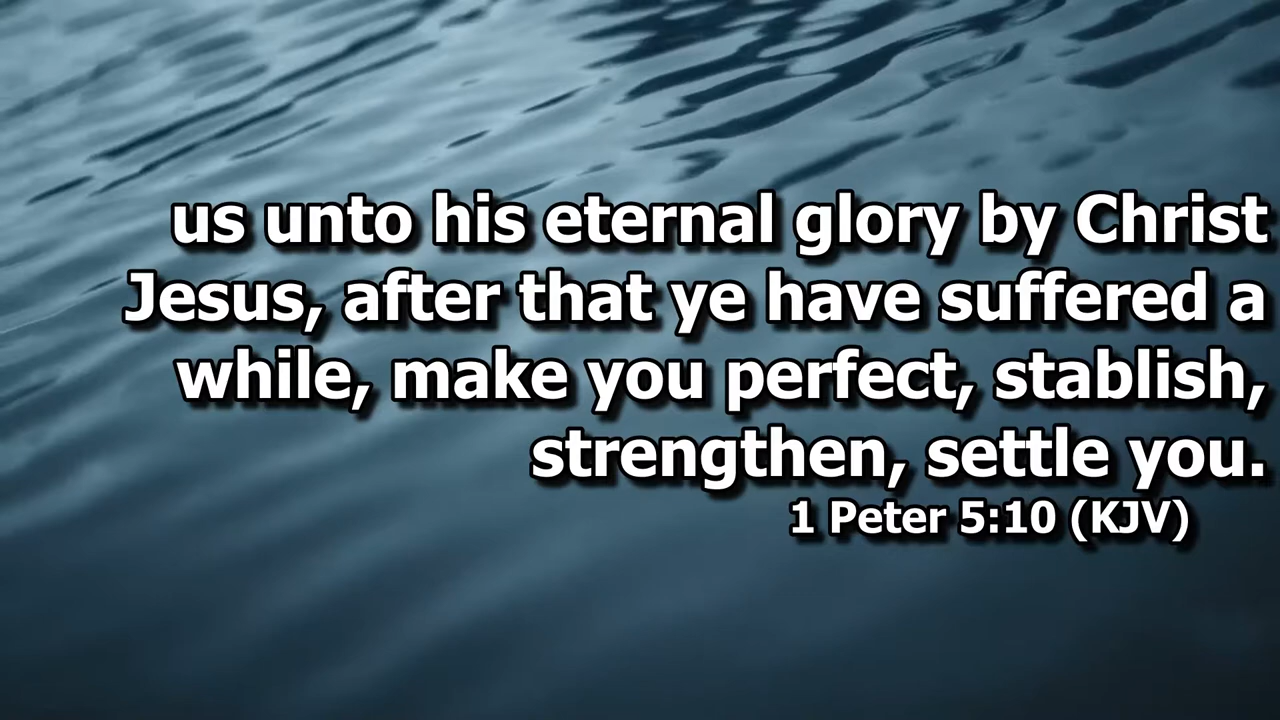 us unto his eternal glory by Christ
Jesus, after that ye have suffered a
while, make you perfect, stablish,
strengthen, settle you.
1 Peter 5:10 (KJV)